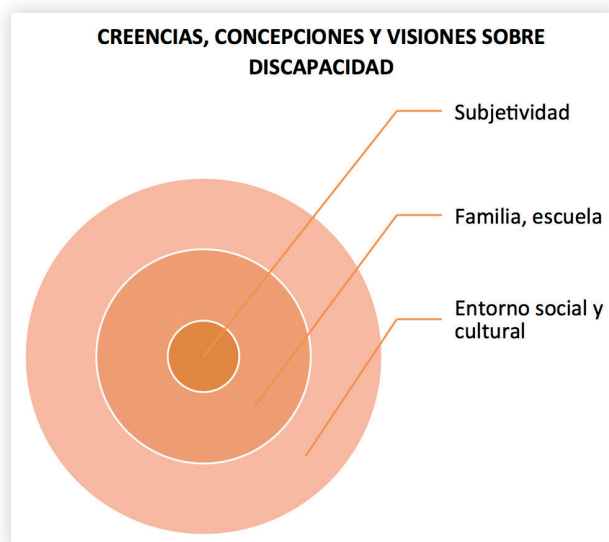 CREENCIAS, CONCEPCIONES Y VISIONES SOBRE
DISCAPACIDAD
Subjetividad
Familia, escuela
Entorno social y
cultural